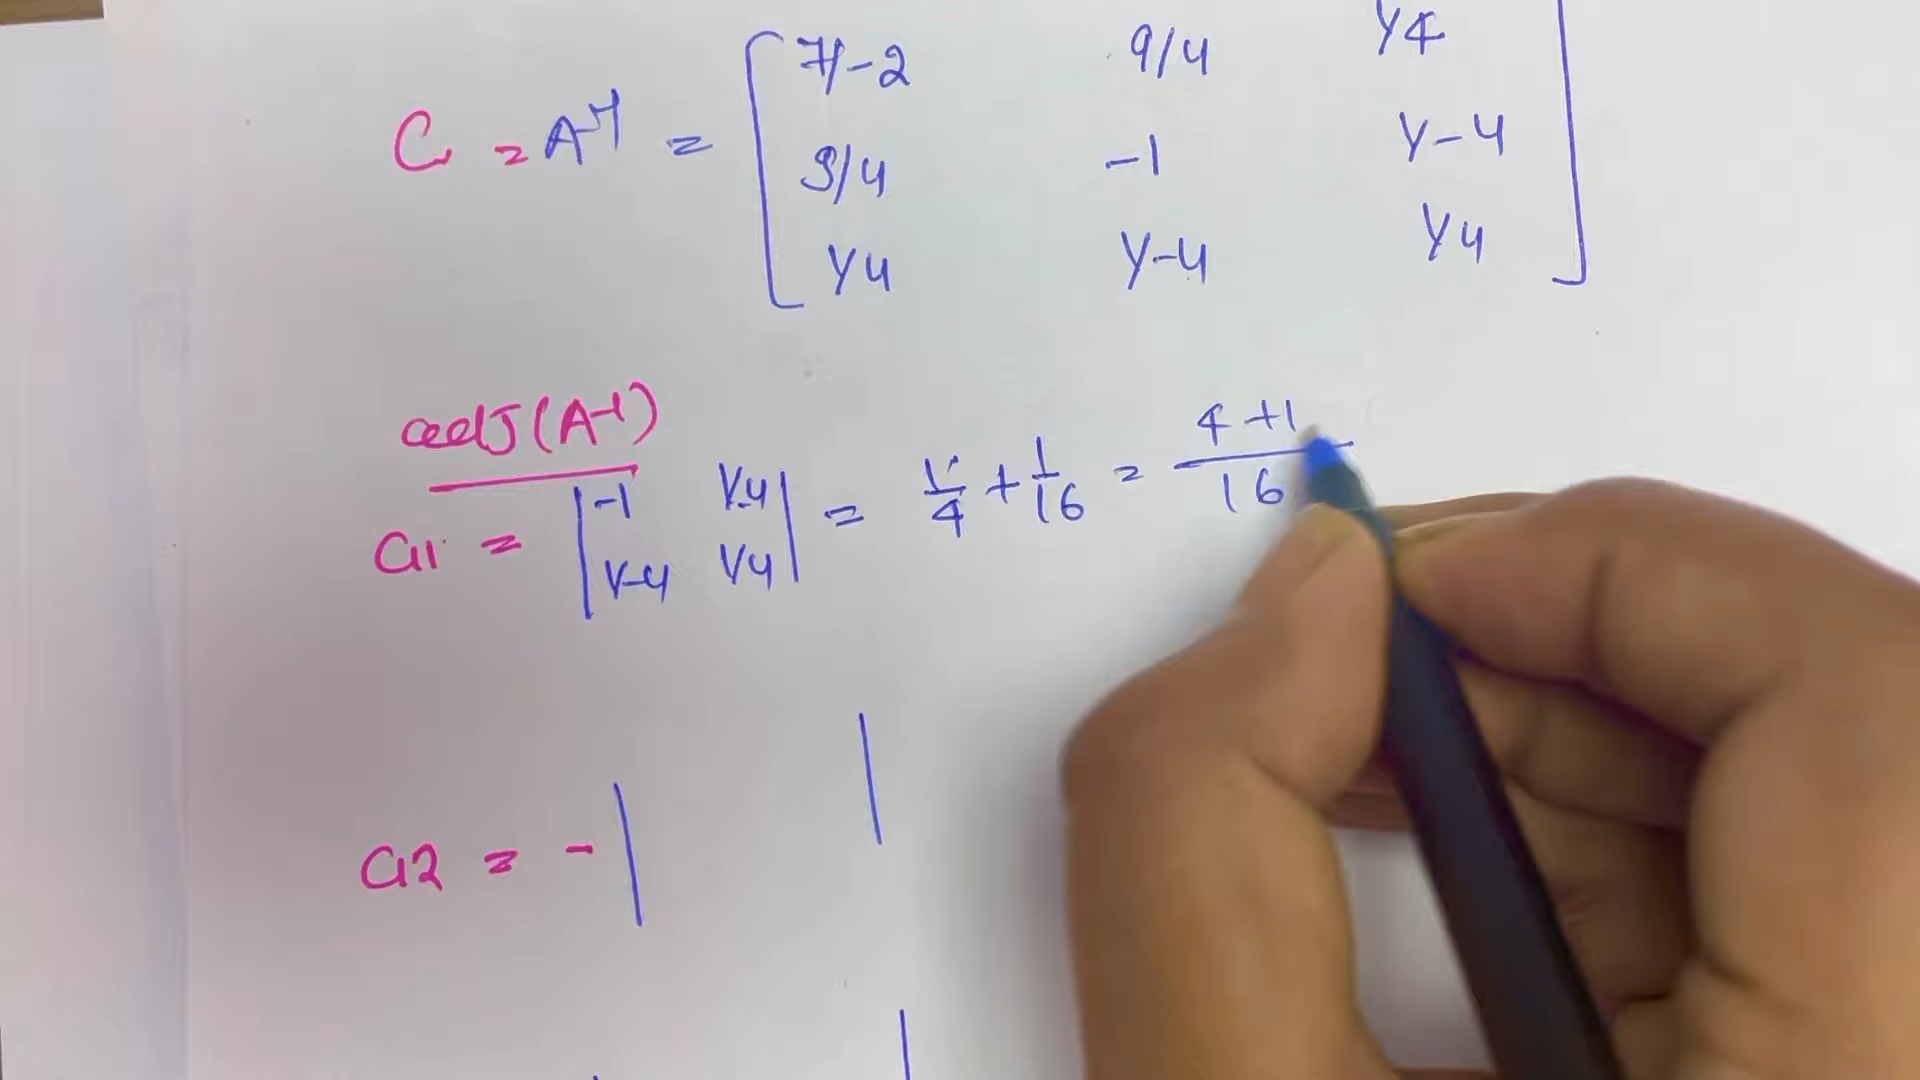 7/-2 9/4 1/4
C = A-1 = 9/4 -1 1/-4
1/4 1/-4 1/4
adJ(A-1)
C11 = |-1 1/-4| = 1/4 + 1/16 = 4+1/16
1/-4 1/4
C12 = - | |